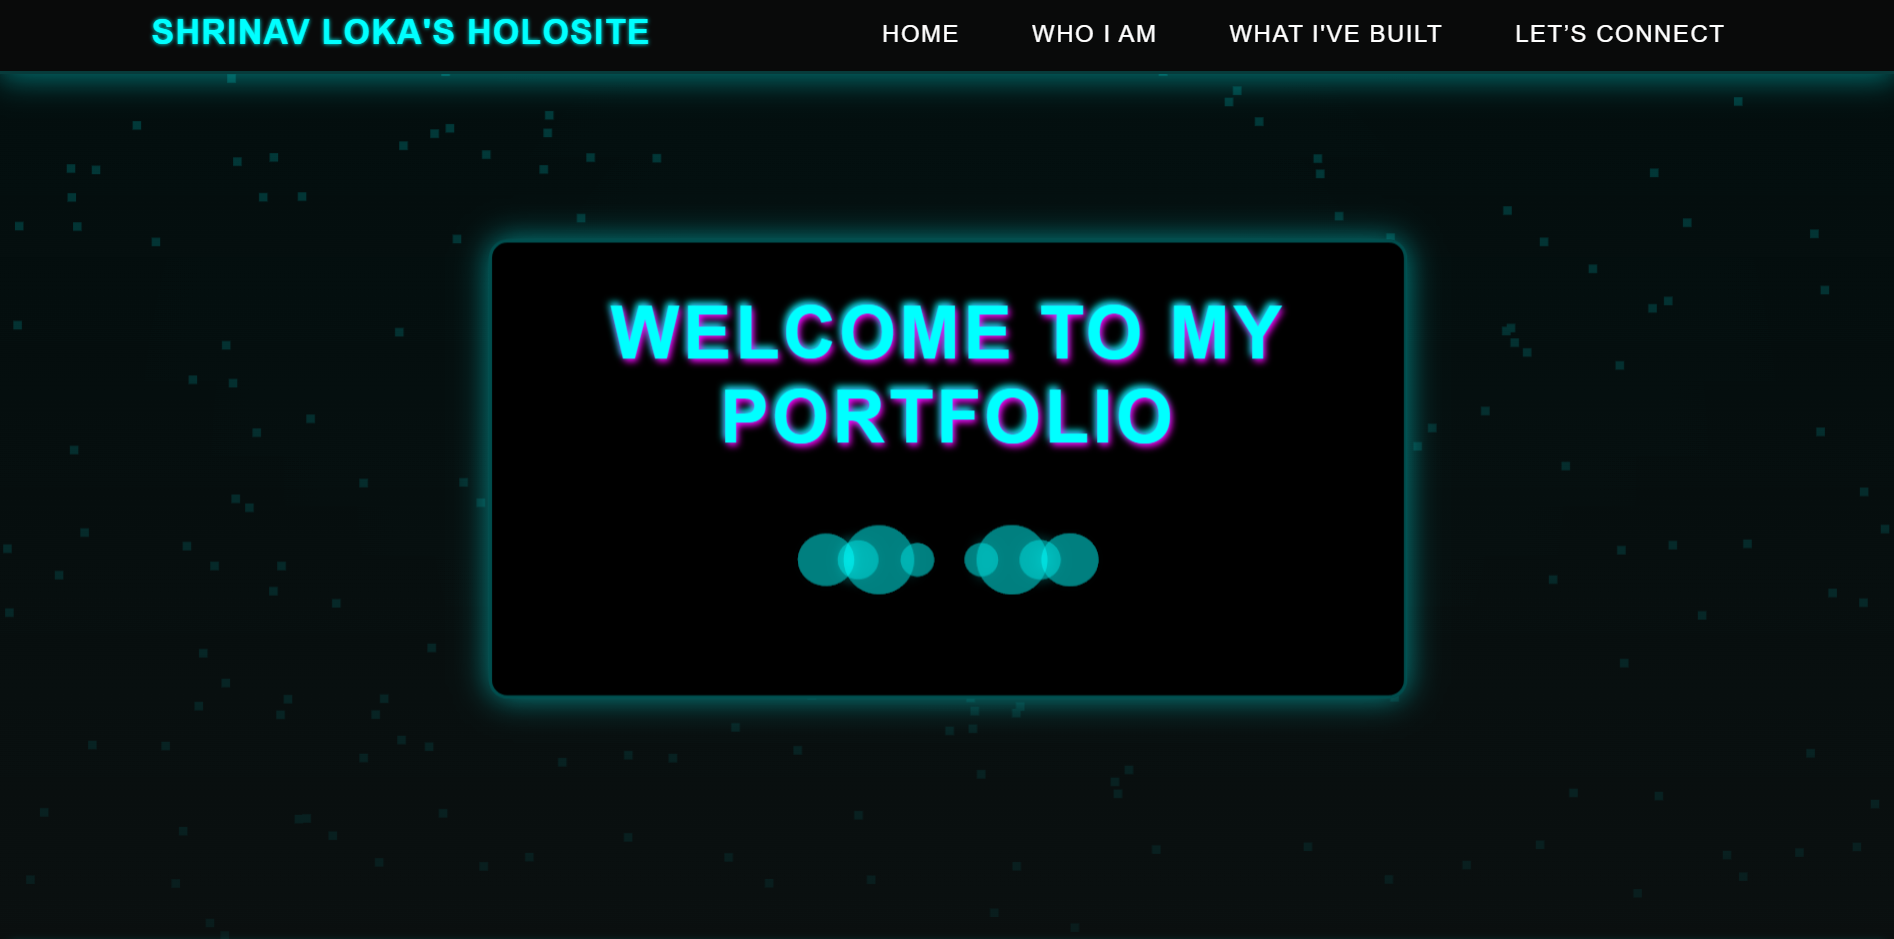 SHRINAV LOKA'S HOLOSITE
HOME
WHO I AM
WHAT I'VE BUILT
LET’S CONNECT
WELCOME TO MY
PORTFOLIO